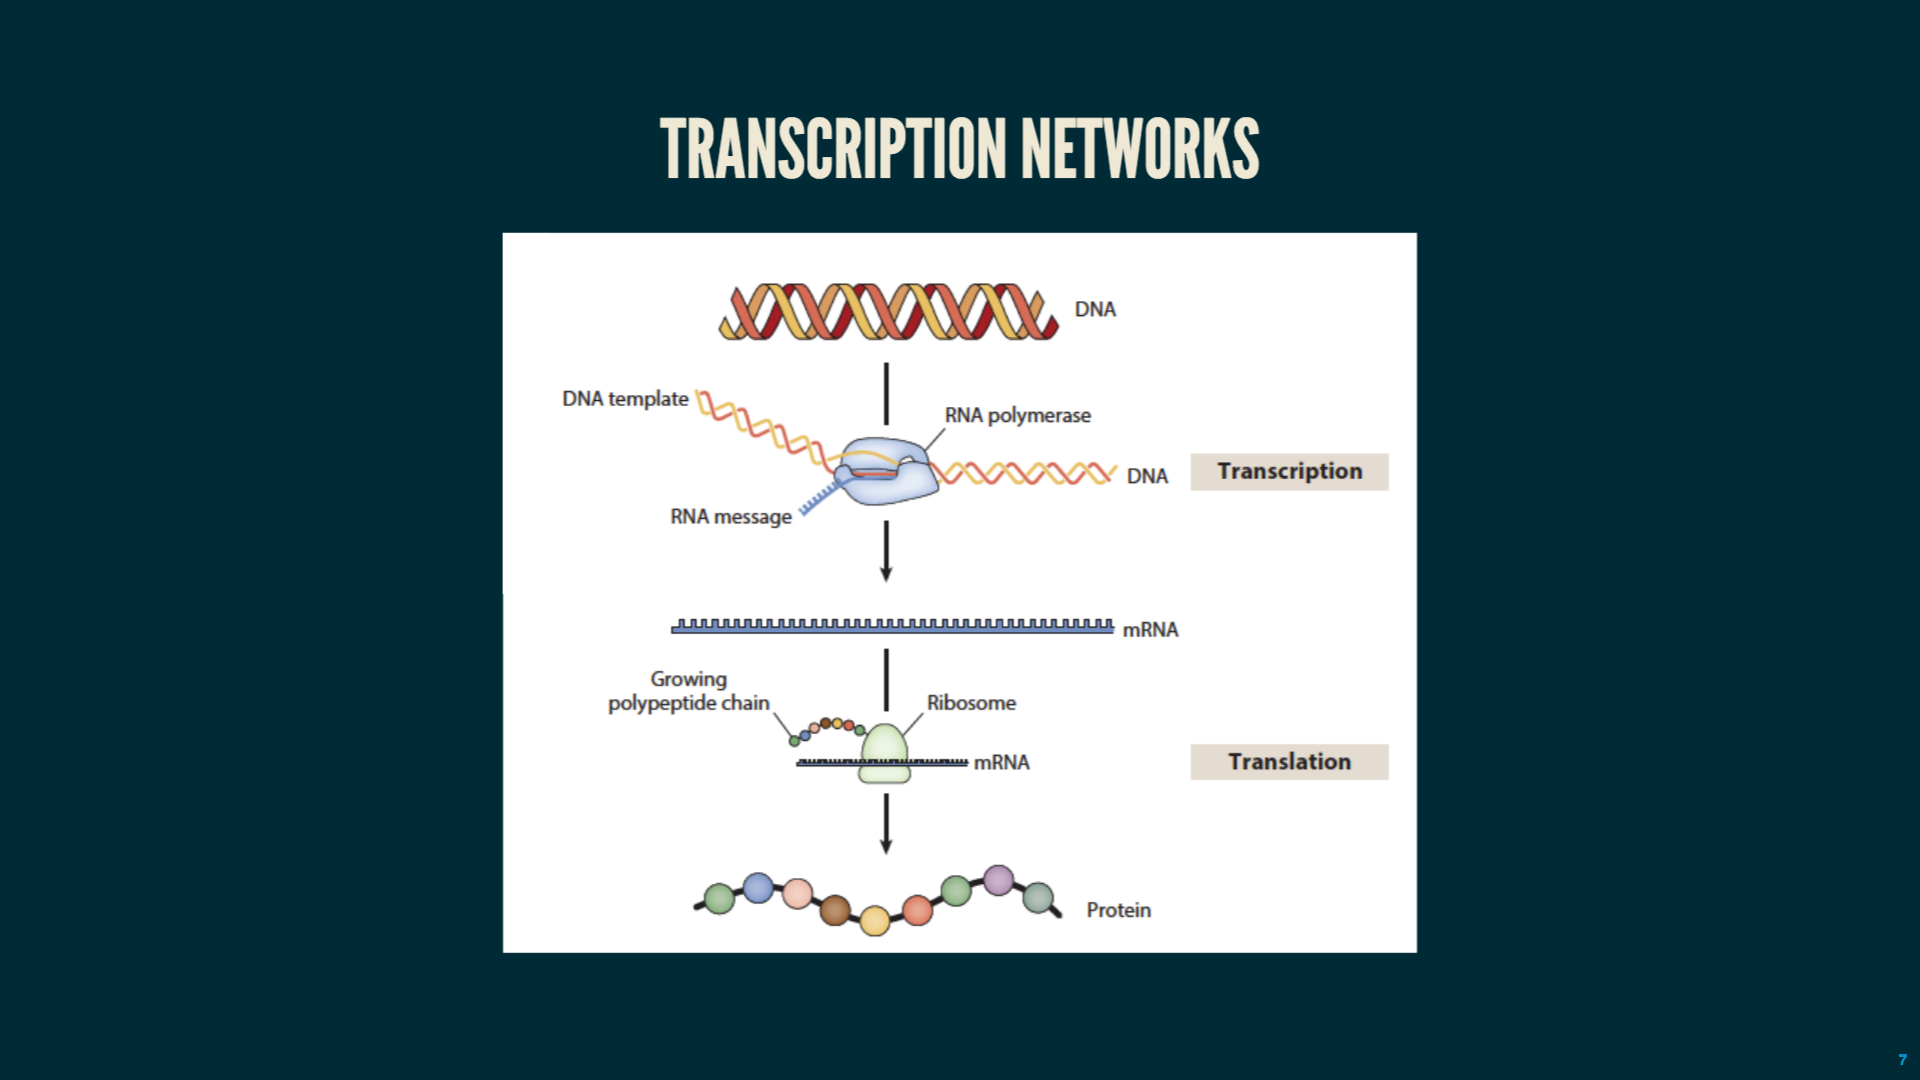 TRANSCRIPTION NETWORKS
DNA
DNA template
RNA polymerase
DNA
Transcription
RNA message
mRNA
Growing
polypeptide chain
Ribosome
mRNA
Translation
Protein
7